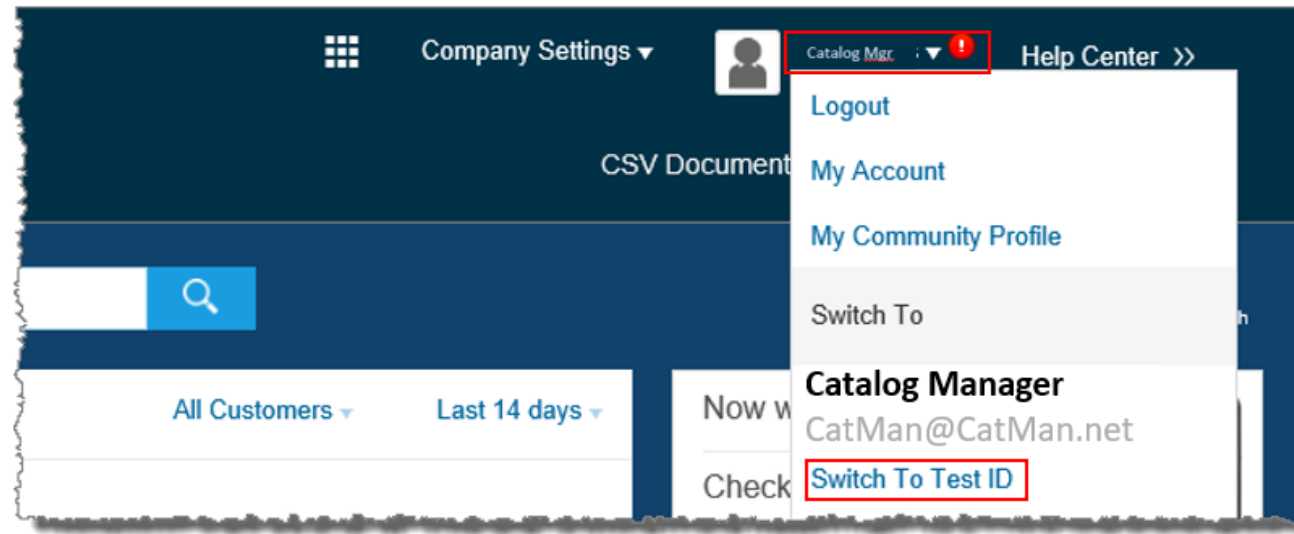 Company Settings
Catalog Mgr.
!
Help Center >>
Logout
CSV Document
My Account
My Community Profile
Switch To
h
Catalog Manager
All Customers
Last 14 days
Now w
CatMan@CatMan.net
Check
Switch To Test ID